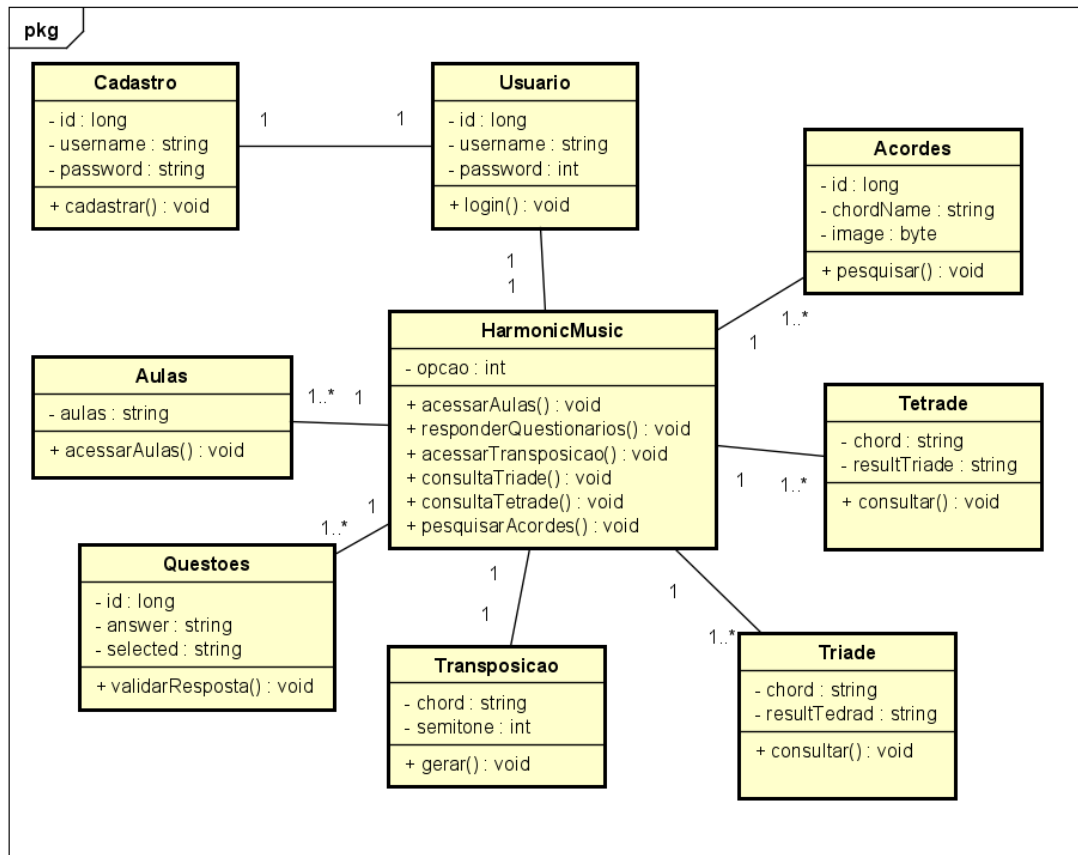 pkg
Cadastro
- id : long
- username : string
- password : string
+ cadastrar() : void
1
1
Usuario
- id : long
- username : string
- password : int
+ login() : void
1
1
Acordes
- id : long
- chordName : string
- image : byte
+ pesquisar() : void
1..*
1
HarmonicMusic
- opcao : int
+ acessarAulas() : void
+ responderQuestionarios() : void
+ acessarTransposicao() : void
+ consultaTriade() : void
+ consultaTetrade() : void
+ pesquisarAcordes() : void
Aulas
- aulas : string
+ acessarAulas() : void
1..*
1
Tetrade
- chord : string
- resultTriade : string
+ consultar() : void
1
1..*
Questoes
- id : long
- answer : string
- selected : string
+ validarResposta() : void
1
1..*
Transposicao
- chord : string
- semitone : int
+ gerar() : void
1
1
Triade
- chord : string
- resultTedrad : string
+ consultar() : void
1
1..*